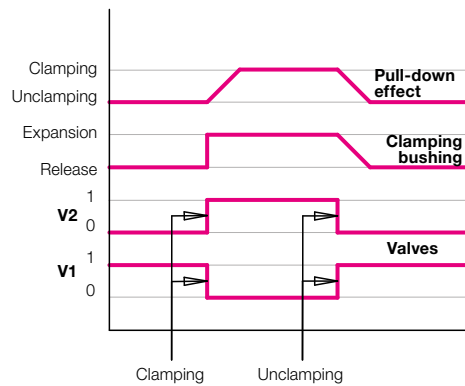 Clamping
Pull-down
effect
Unclamping
Expansion
Clamping
bushing
Release
1
V2
0
Valves
1
V1
0
Clamping
Unclamping